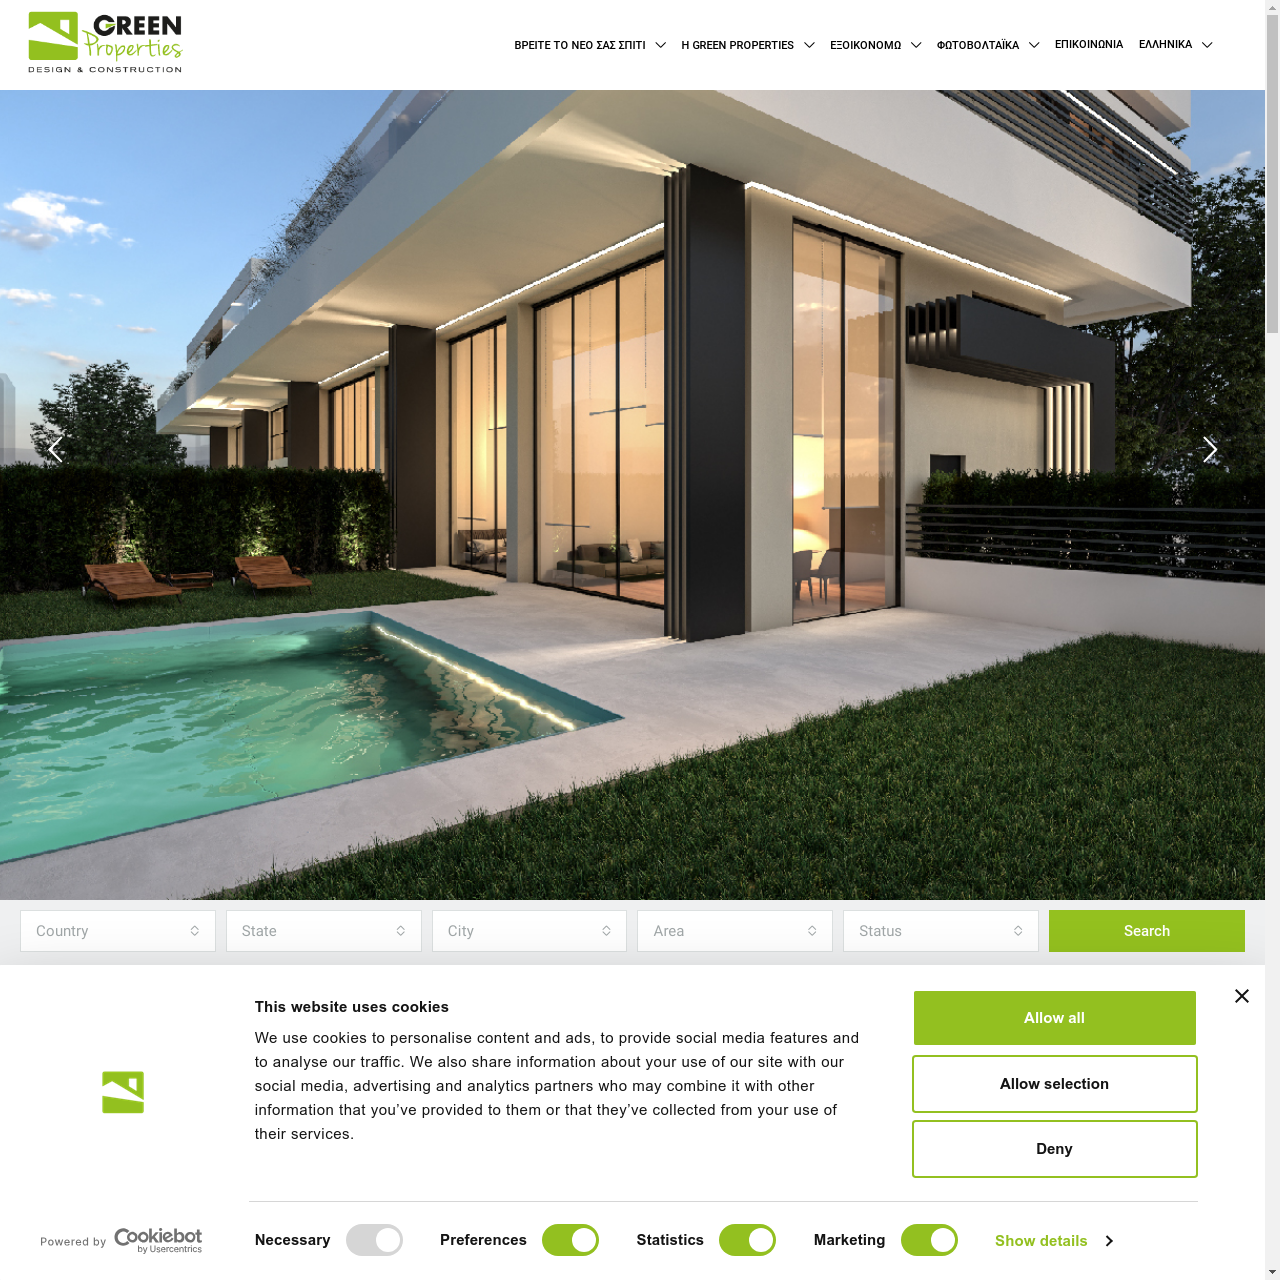 GREEN
Properties
DESIGN & CONSTRUCTION
ΒΡΕΙΤΕ ΤΟ ΝΕΟ ΣΑΣ ΣΠΙΤΙ
Η GREEN PROPERTIES
ΕΞΟΙΚΟΝΟΜΩ
ΦΩΤΟΒΟΛΤΑΪΚΑ
ΕΠΙΚΟΙΝΩΝΙΑ
ΕΛΛΗΝΙΚΑ
Country
State
City
Area
Status
Search
This website uses cookies
We use cookies to personalise content and ads, to provide social media features and
to analyse our traffic. We also share information about your use of our site with our
social media, advertising and analytics partners who may combine it with other
information that you’ve provided to them or that they’ve collected from your use of
their services.
Allow all
Allow selection
Deny
Powered by Cookiebot
by Usercentrics
Necessary
Preferences
Statistics
Marketing
Show details